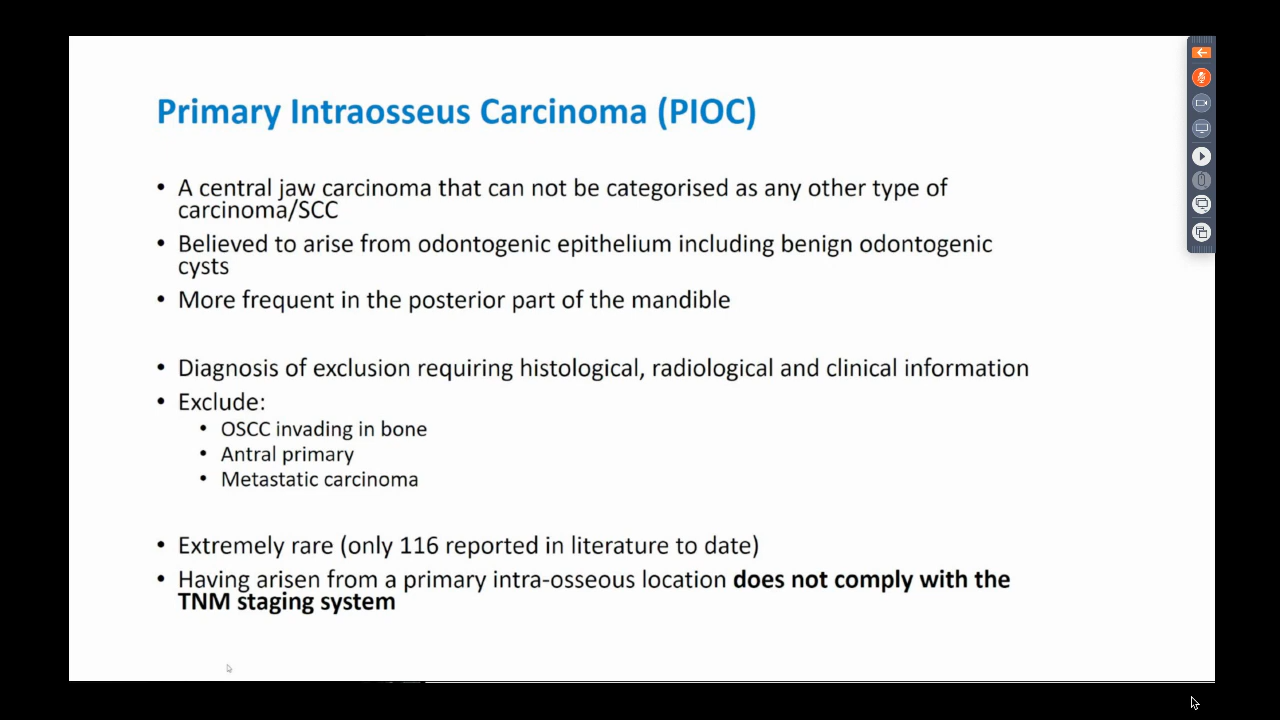 Primary Intraosseus Carcinoma (PIOC)
• A central jaw carcinoma that can not be categorised as any other type of
carcinoma/SCC
• Believed to arise from odontogenic epithelium including benign odontogenic
cysts
• More frequent in the posterior part of the mandible
• Diagnosis of exclusion requiring histological, radiological and clinical information
• Exclude:
• OSCC invading in bone
• Antral primary
• Metastatic carcinoma
• Extremely rare (only 116 reported in literature to date)
• Having arisen from a primary intra-osseous location does not comply with the
TNM staging system